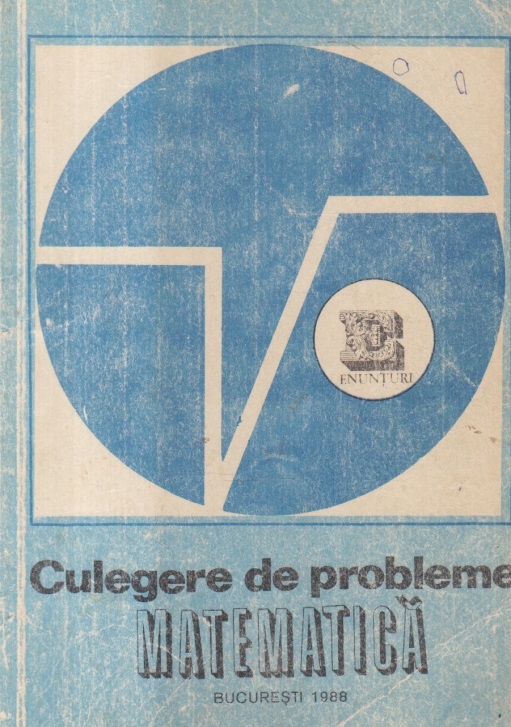 E
ENUNȚURI
Culegere de probleme
MATEMATICĂ
BUCUREȘTI 1988